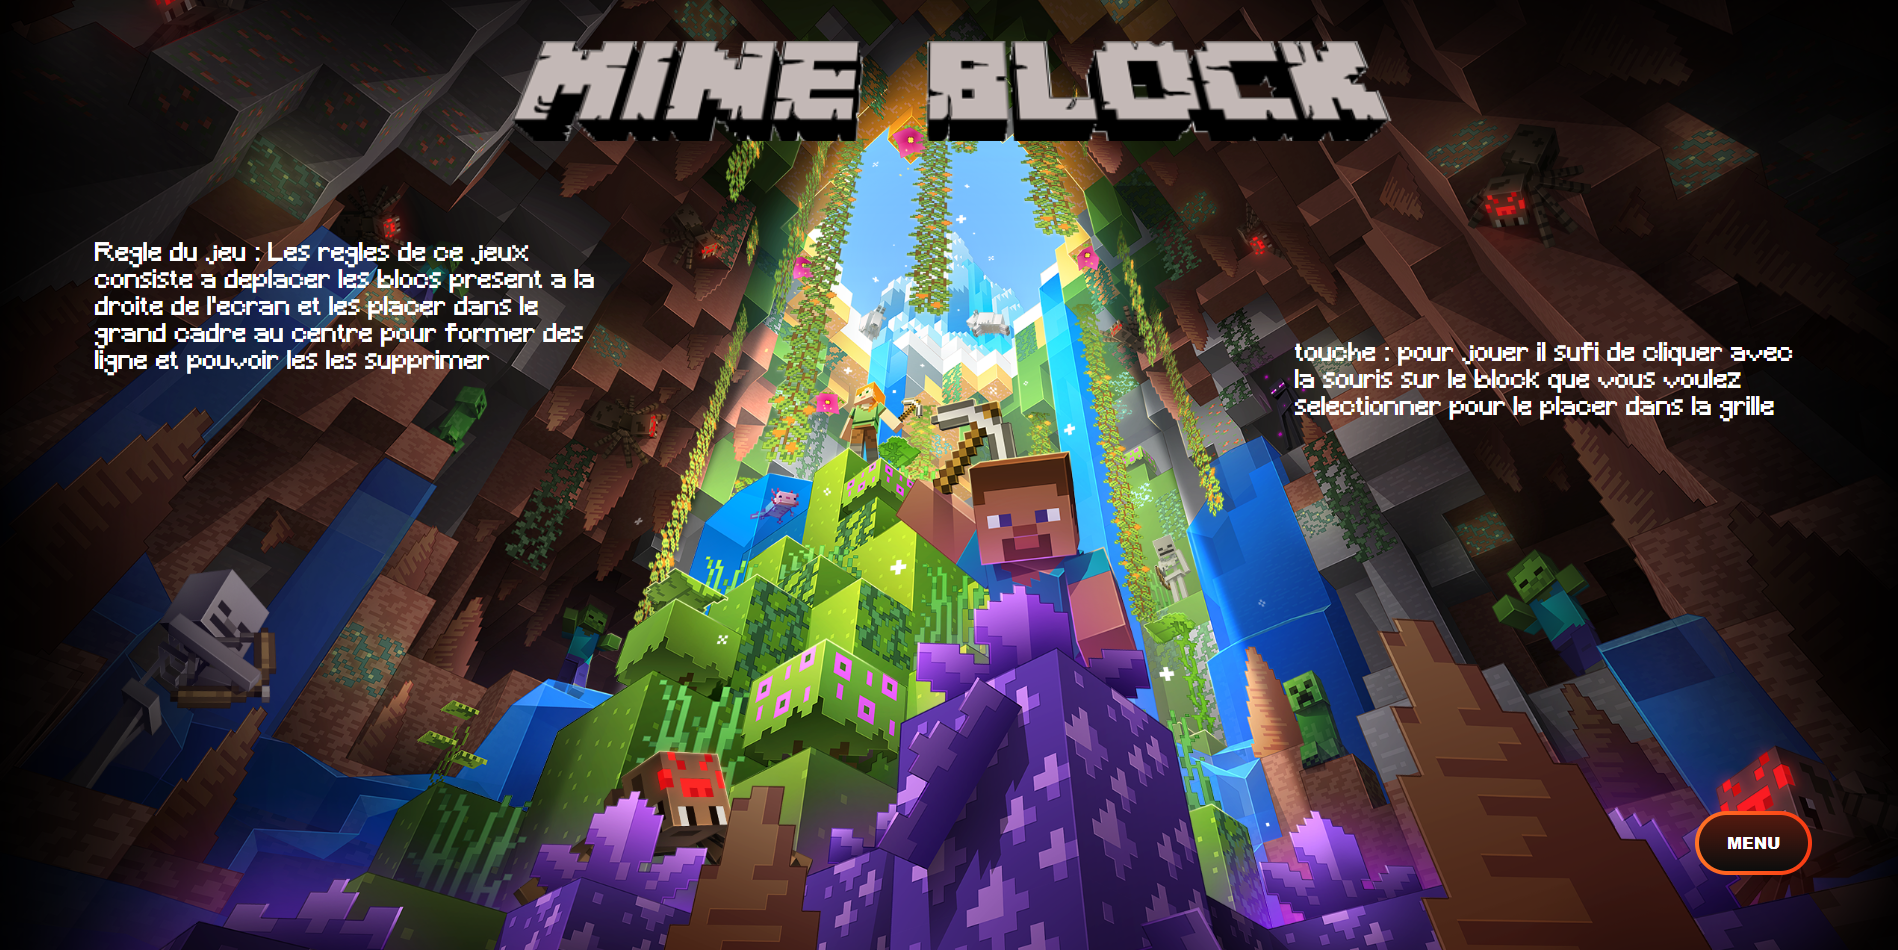 MINE BLOCK
Regle du jeu : Les regles de ce jeux
consiste a deplacer les blocs present a la
droite de l'ecran et les placer dans le
grand cadre au centre pour former des
ligne et pouvoir les les supprimer
touche : pour jouer il sufi de cliquer avec
la souris sur le block que vous voulez
selectionner pour le placer dans la grille
MENU